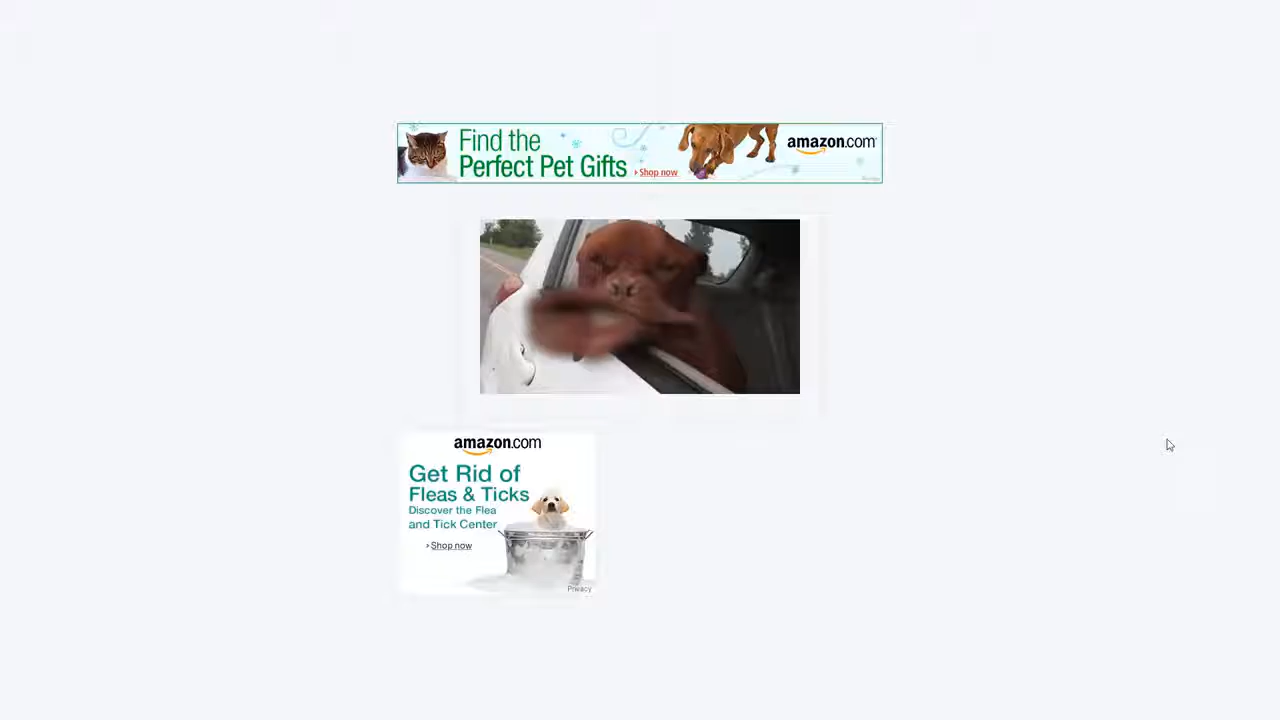 Find the
Perfect Pet Gifts
Shop now
amazon.com
amazon.com
Get Rid of
Fleas & Ticks
Discover the Flea
and Tick Center
Shop now
Privacy